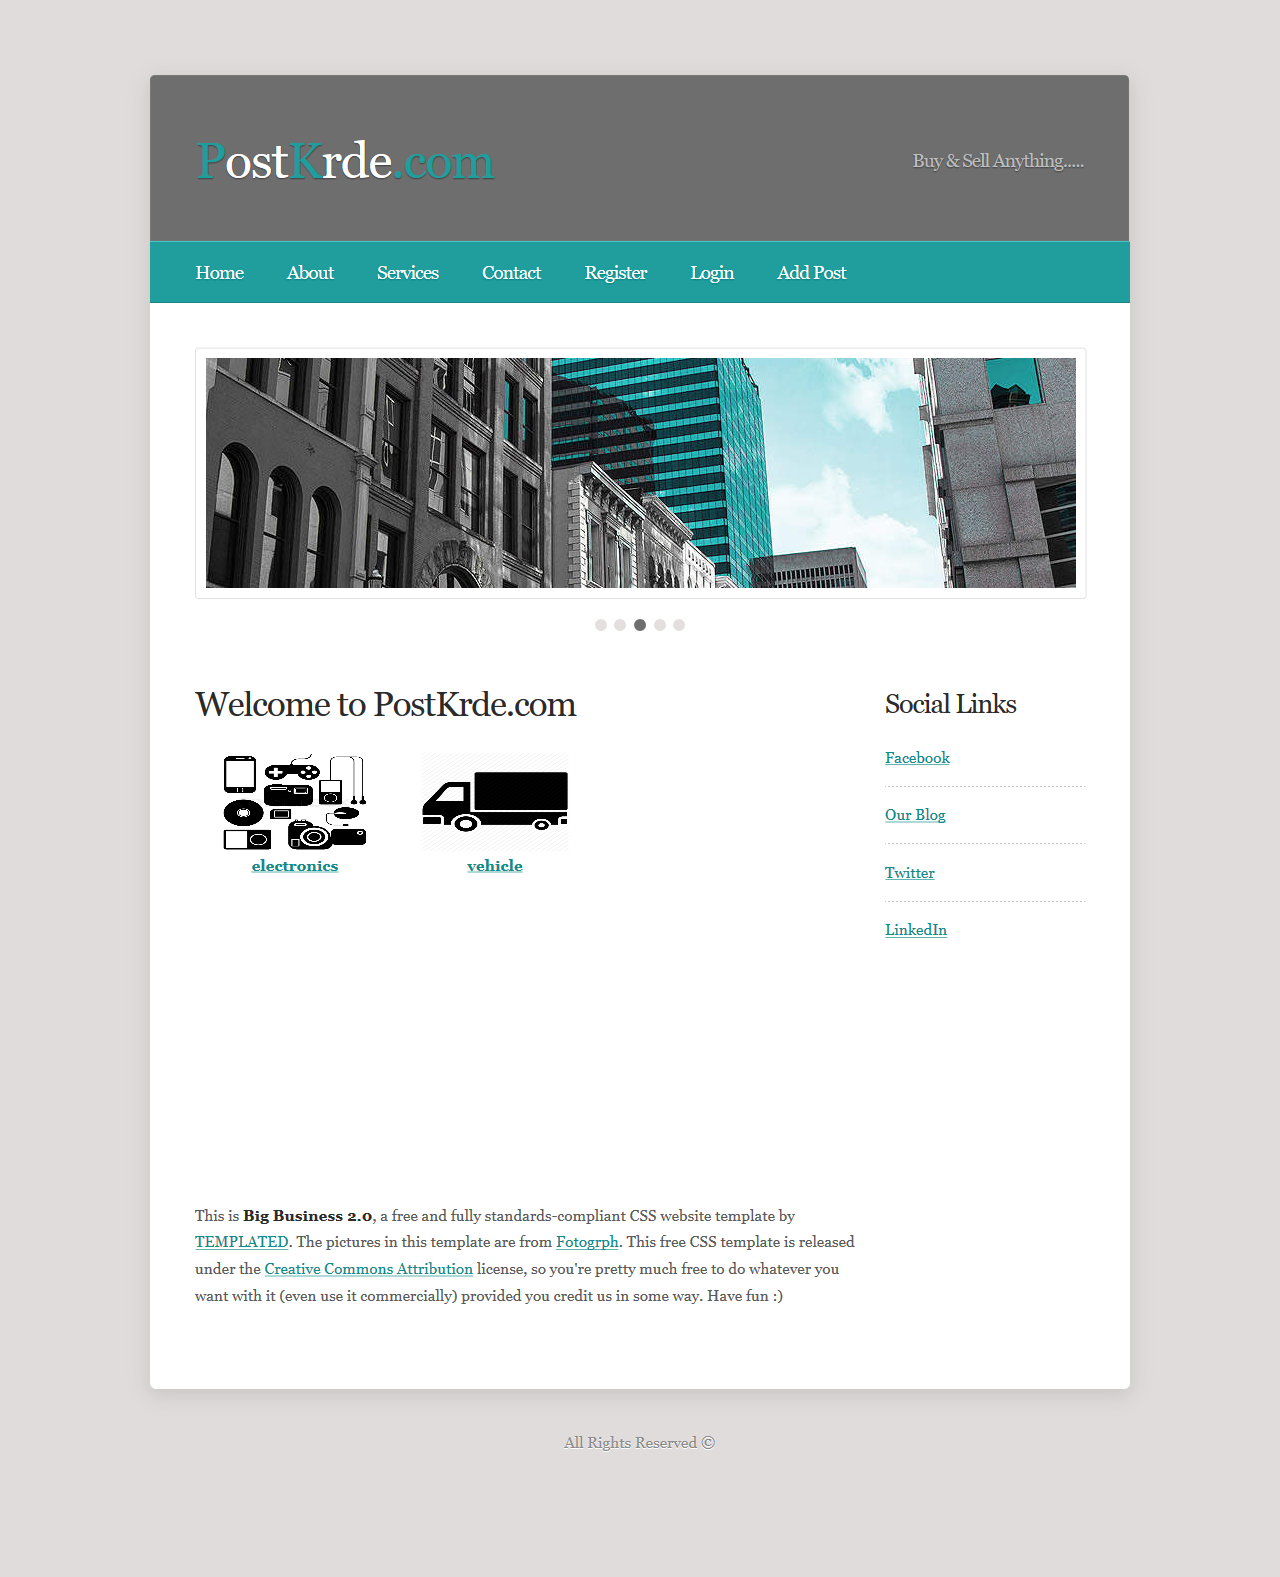 PostKrde.com
Buy & Sell Anything.....
Home About Services Contact Register Login Add Post
Welcome to PostKrde.com
electronics
vehicle
Social Links
Facebook
Our Blog
Twitter
LinkedIn
This is Big Business 2.0, a free and fully standards-compliant CSS website template by
TEMPLATED. The pictures in this template are from Fotogrph. This free CSS template is released
under the Creative Commons Attribution license, so you're pretty much free to do whatever you
want with it (even use it commercially) provided you credit us in some way. Have fun :)
All Rights Reserved ©